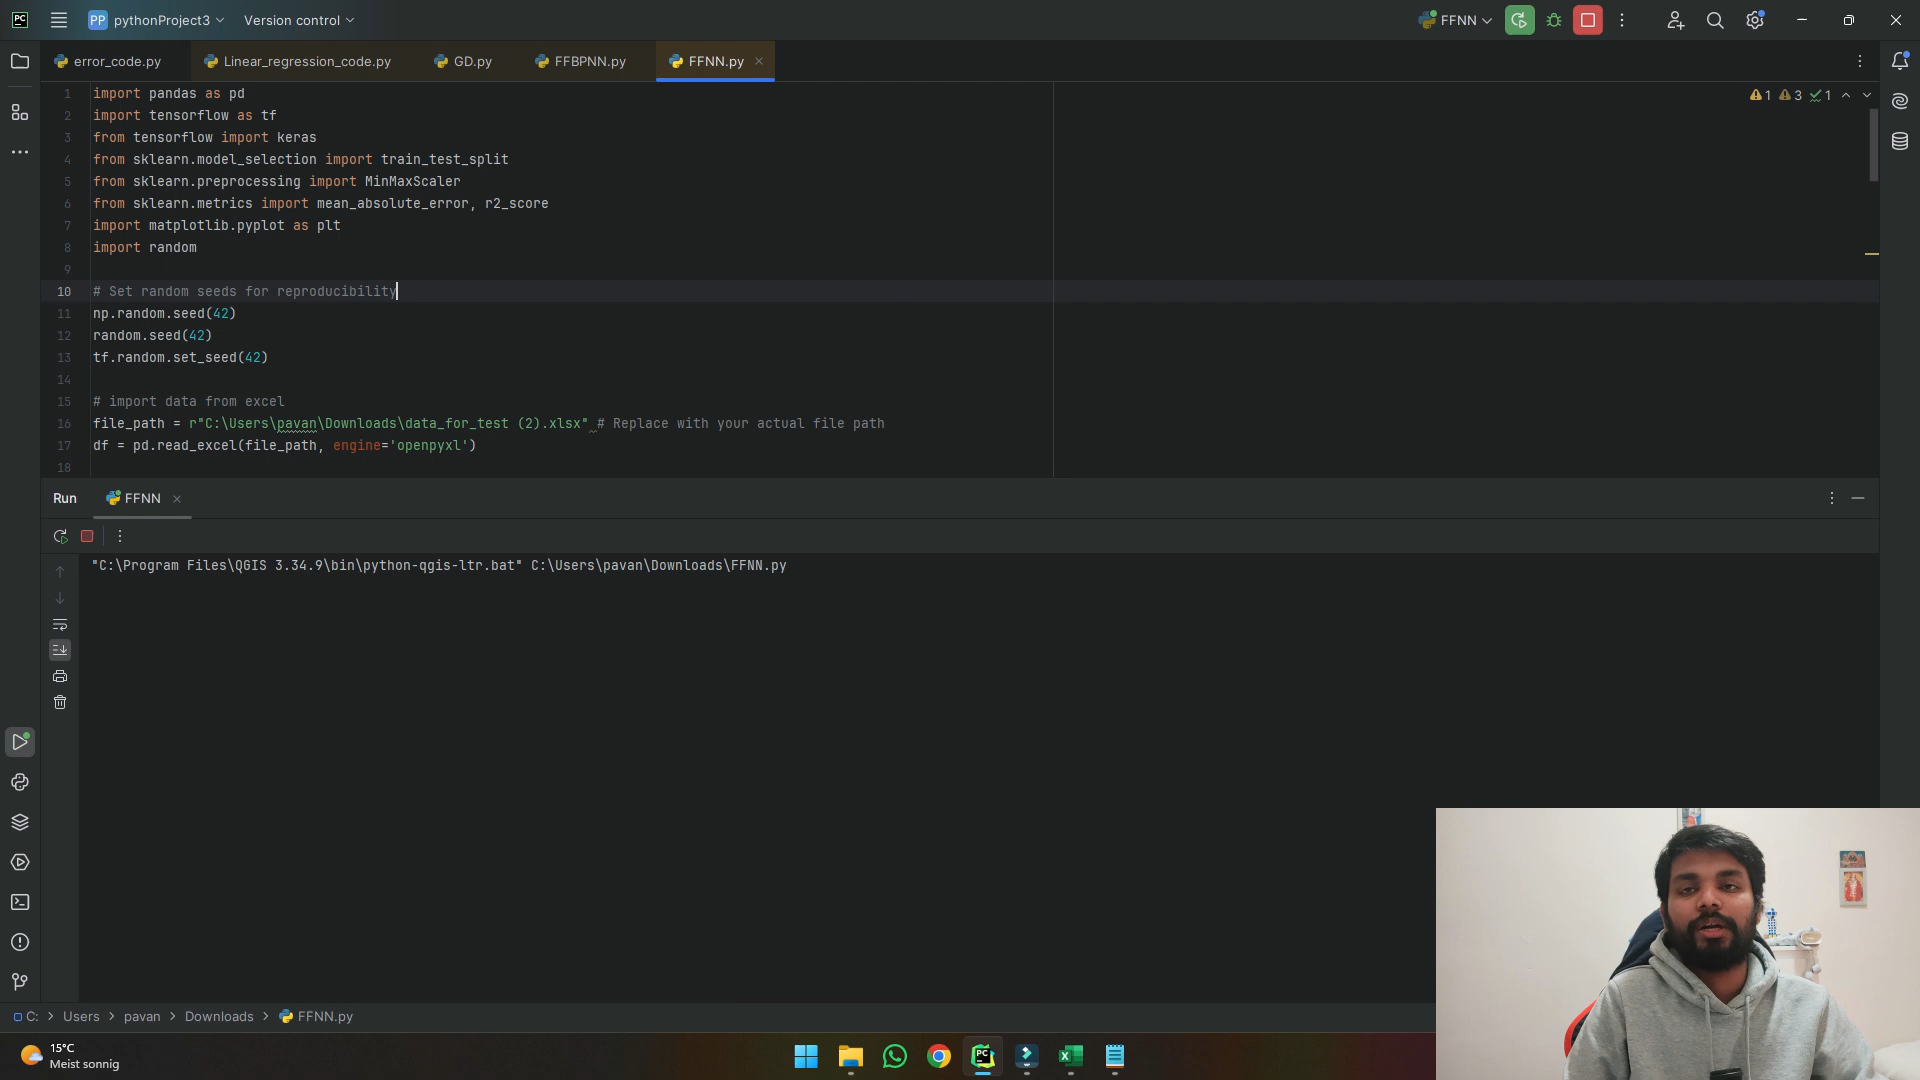 PC PP pythonProject3 Version control FFNN
error_code.py Linear_regression_code.py GD.py FFBPNN.py FFNN.py
1 import pandas as pd
1 3 1
2 import tensorflow as tf
3 from tensorflow import keras
4 from sklearn.model_selection import train_test_split
5 from sklearn.preprocessing import MinMaxScaler
6 from sklearn.metrics import mean_absolute_error, r2_score
7 import matplotlib.pyplot as plt
8 import random
9
10 # Set random seeds for reproducibility
11 np.random.seed(42)
12 random.seed(42)
13 tf.random.set_seed(42)
14
15 # import data from excel
16 file_path = r"C:\Users\pavan\Downloads\data_for_test (2).xlsx" # Replace with your actual file path
17 df = pd.read_excel(file_path, engine='openpyxl')
18
Run FFNN
"C:\Program Files\QGIS 3.34.9\bin\python-qgis-ltr.bat" C:\Users\pavan\Downloads\FFNN.py
C: > Users > pavan > Downloads > FFNN.py
15°C
Meist sonnig
PC